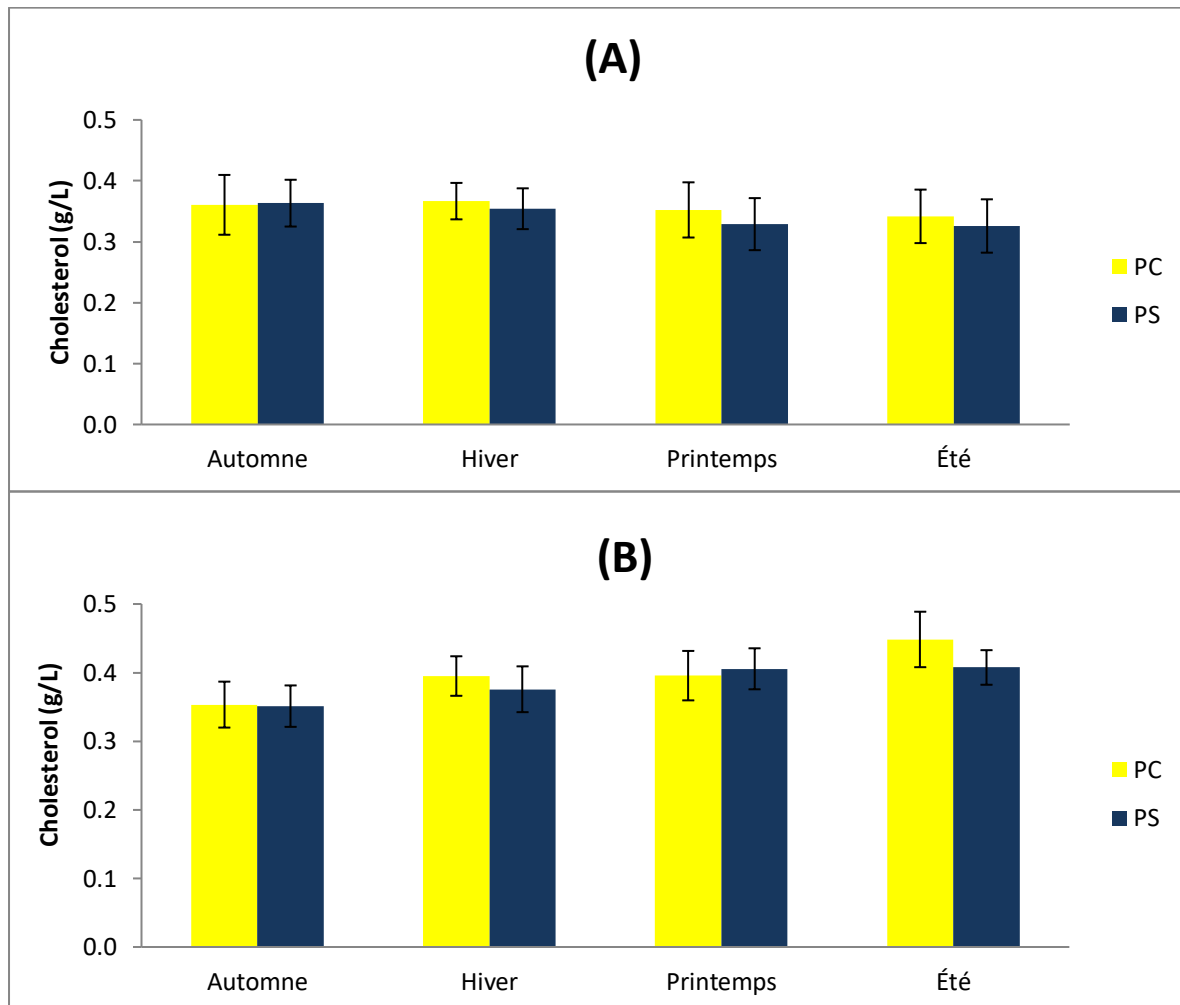 (A)
Cholesterol (g/L)
0.5
0.4
0.3
0.2
0.1
0.0
Automne Hiver Printemps Été
PC
PS
(B)
Cholesterol (g/L)
0.5
0.4
0.3
0.2
0.1
0.0
Automne Hiver Printemps Été
PC
PS